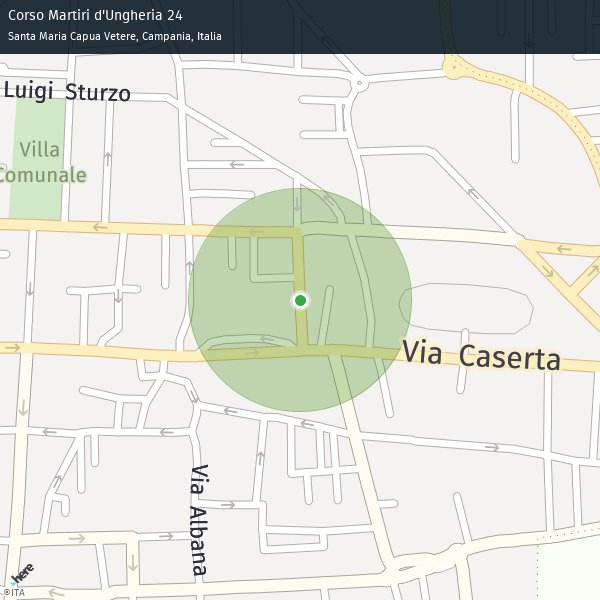 Corso Martiri d'Ungheria 24
Santa Maria Capua Vetere, Campania, Italia
Luigi Sturzo
Villa
Comunale
Via Caserta
Via Albana
here
©ITA